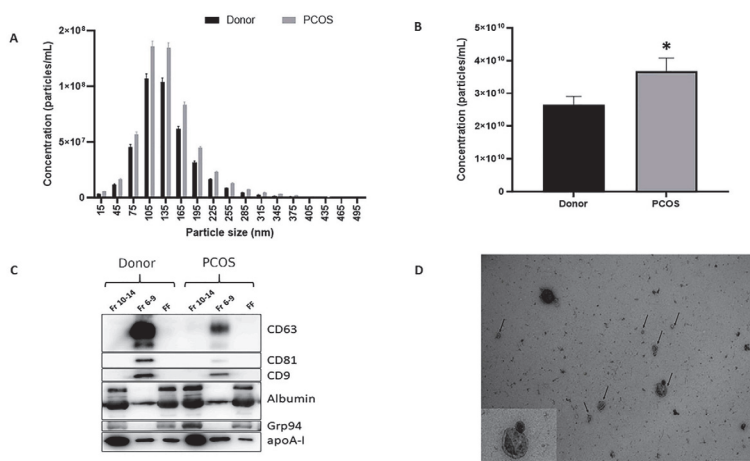 A
Donor
PCOS
Concentration (particles/mL)
2×10⁸
1×10⁸
5×10⁷
0
15
45
75
105
135
165
195
225
255
285
315
345
375
405
435
465
495
Particle size (nm)
B
Concentration (particles/mL)
5×10¹⁰
4×10¹⁰
3×10¹⁰
2×10¹⁰
1×10¹⁰
0
*
Donor
PCOS
C
Donor
PCOS
Fr 10-14
Fr 6-9
FF
Fr 10-14
Fr 6-9
FF
CD63
CD81
CD9
Albumin
Grp94
apoA-I
D